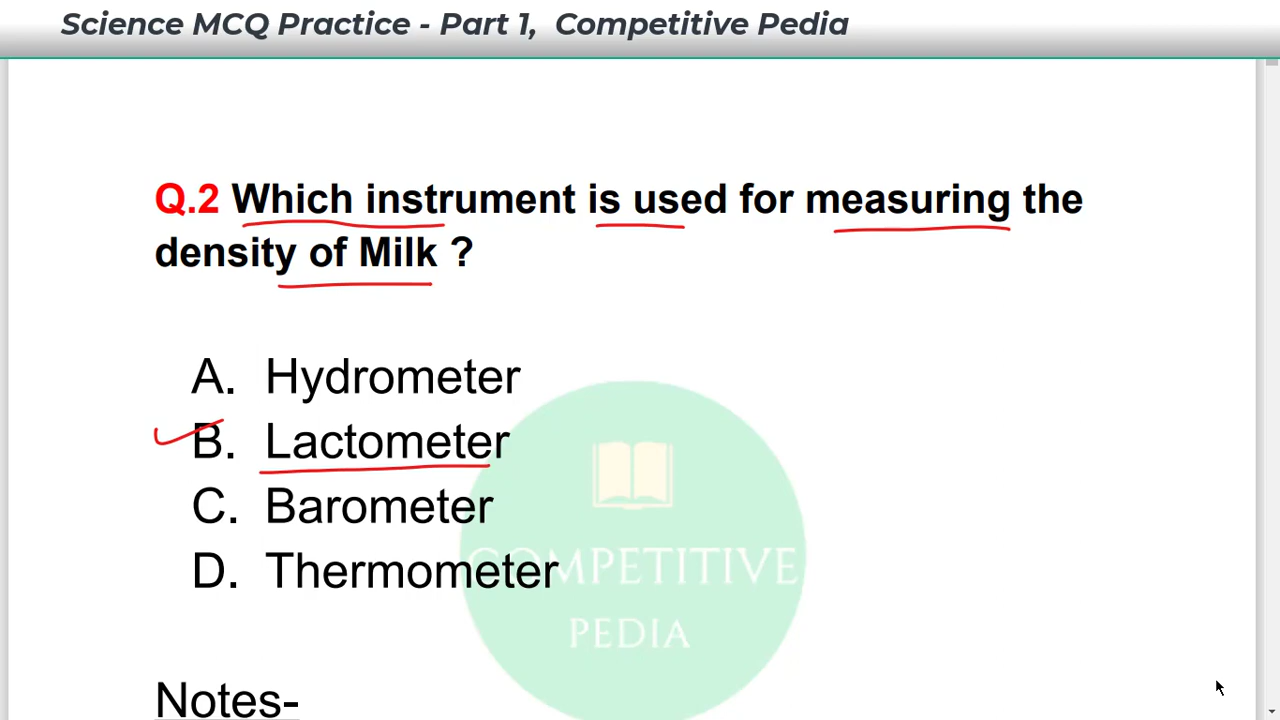 Science MCQ Practice - Part 1,  Competitive Pedia
Q.2 Which instrument is used for measuring the
density of Milk ?
A. Hydrometer
B. Lactometer
C. Barometer
D. Thermometer
COMPETITIVE
PEDIA
Notes-